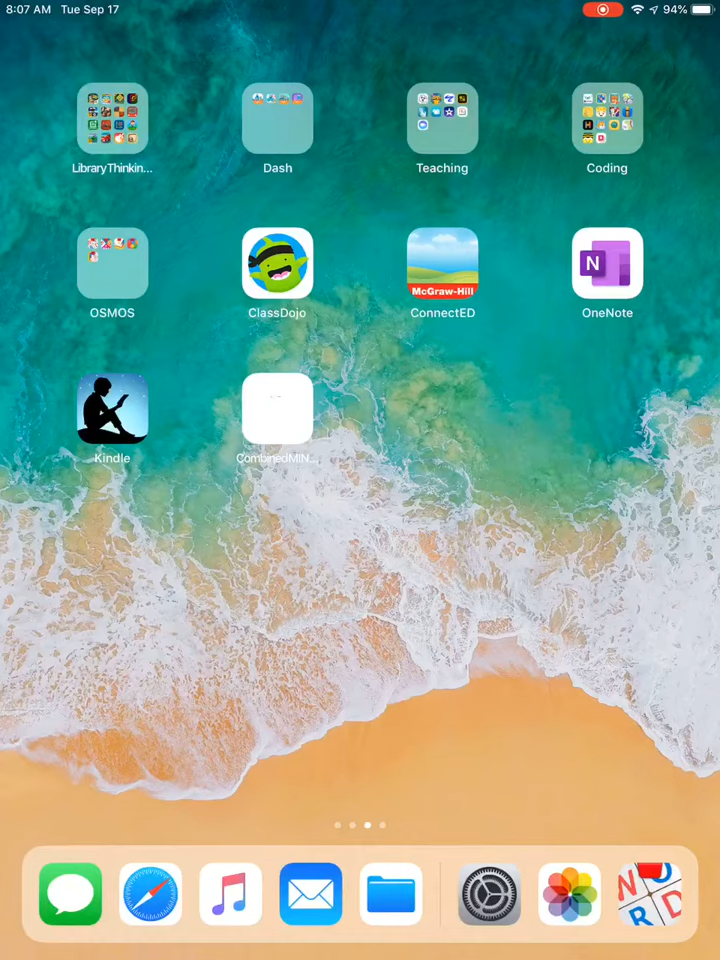 8:07 AM Tue Sep 17 94%
LibraryThinkin... Dash Teaching Coding
McGraw-Hill N
OSMOS ClassDojo ConnectED OneNote
Kindle CombinedMIN...
W O
R D